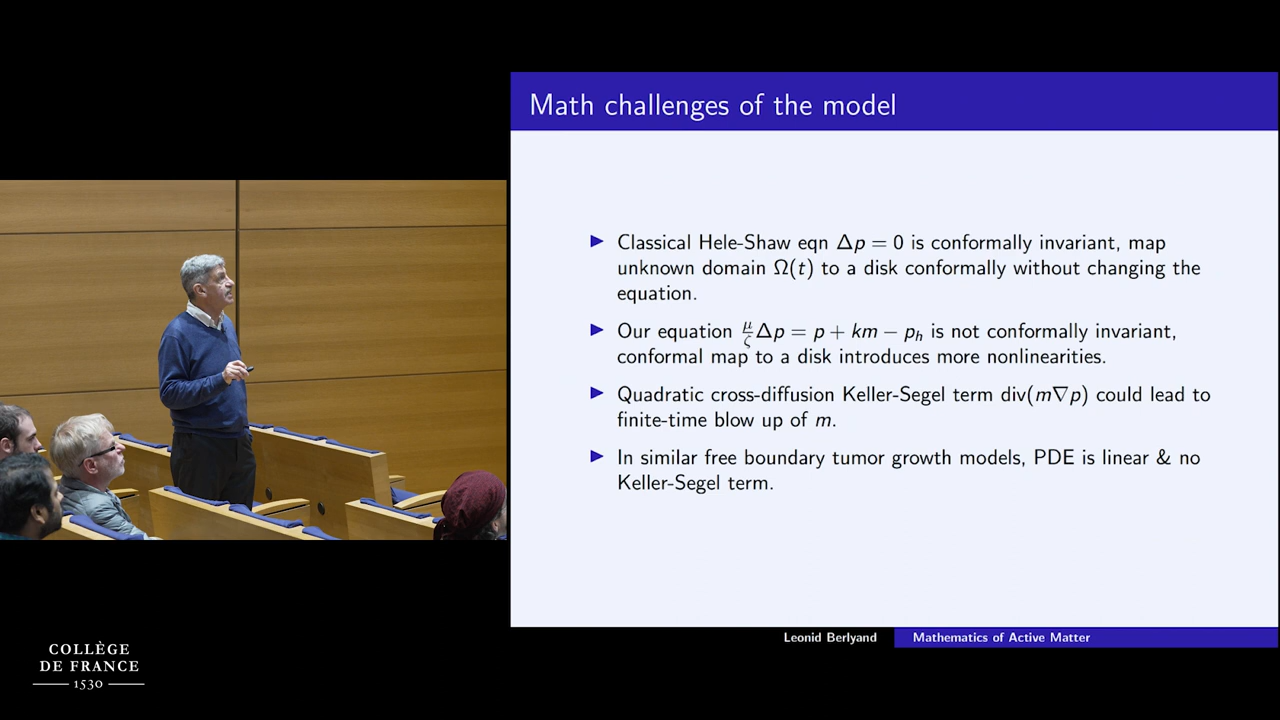 Math challenges of the model
▶ Classical Hele-Shaw eqn Δp = 0 is conformally invariant, map
unknown domain Ω(t) to a disk conformally without changing the
equation.
▶ Our equation μ/ζ Δp = p + km − pₕ is not conformally invariant,
conformal map to a disk introduces more nonlinearities.
▶ Quadratic cross-diffusion Keller-Segel term div(m∇p) could lead to
finite-time blow up of m.
▶ In similar free boundary tumor growth models, PDE is linear & no
Keller-Segel term.
Leonid Berlyand Mathematics of Active Matter
COLLÈGE
DE FRANCE
1530